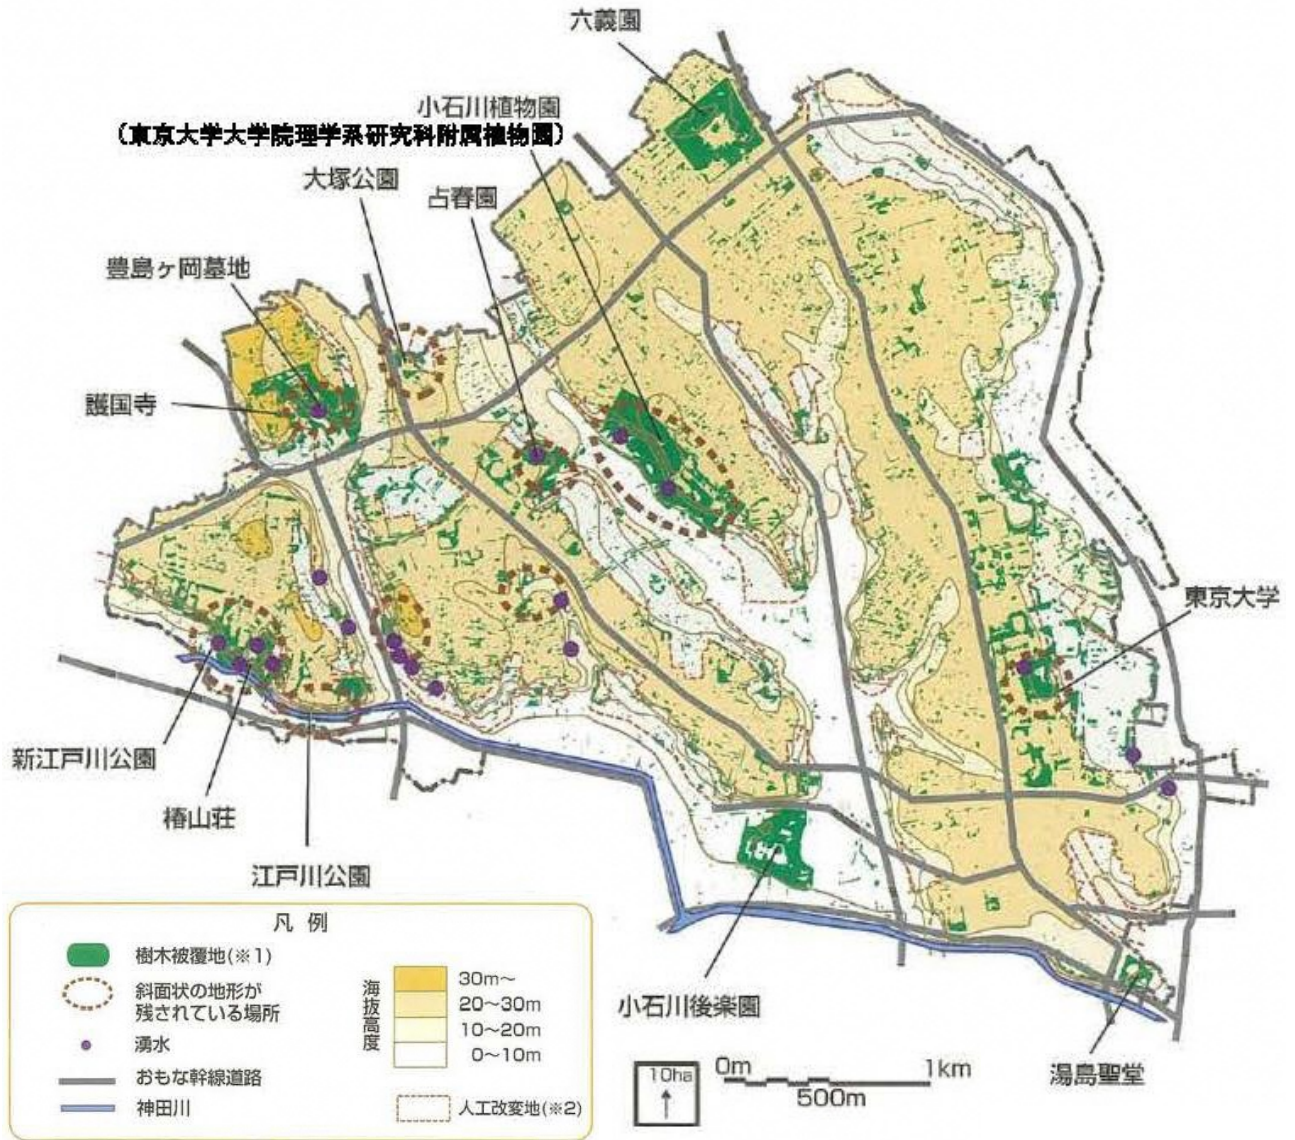 六義園
小石川植物園
(東京大学大学院理学系研究科附属植物園)
大塚公園
占春園
豊島ヶ岡墓地
護国寺
東京大学
新江戸川公園
椿山荘
江戸川公園
小石川後楽園
湯島聖堂
凡 例
樹木被覆地(※1)
斜面状の地形が
残されている場所
湧水
おもな幹線道路
神田川
海抜高度
30m～
20～30m
10～20m
0～10m
人工改変地(※2)
10ha
0m
500m
1km